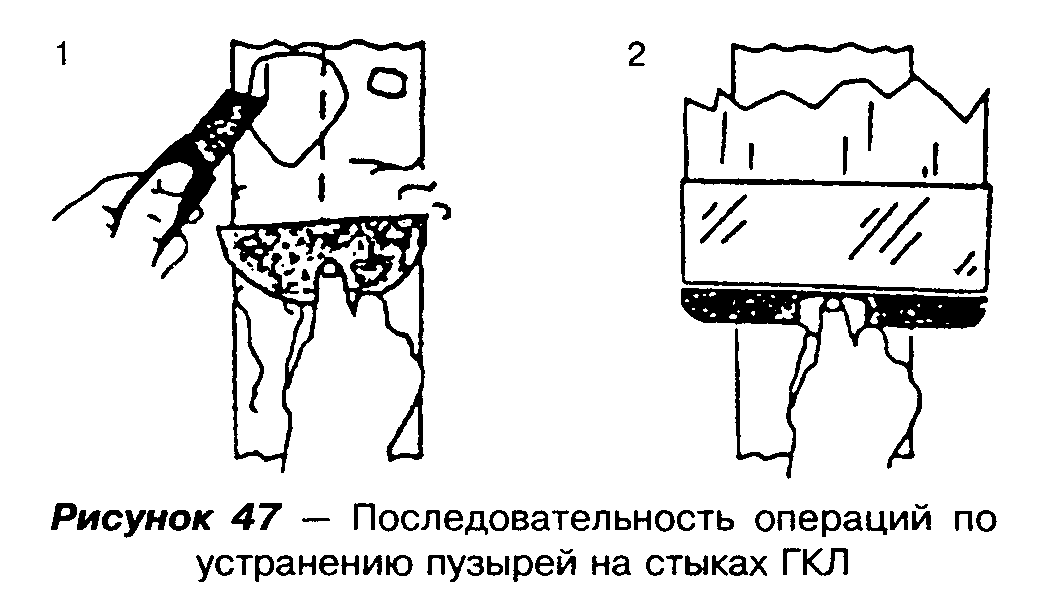 1
2
Рисунок 47 — Последовательность операций по
устранению пузырей на стыках ГКЛ